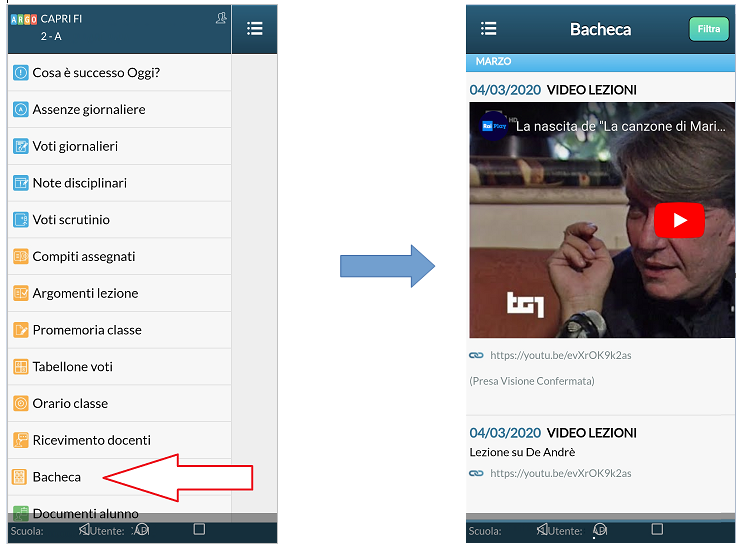 ARGO CAPRI FI
2 - A
Cosa è successo Oggi?
Assenze giornaliere
Voti giornalieri
Note disciplinari
Voti scrutinio
Compiti assegnati
Argomenti lezione
Promemoria classe
Tabellone voti
Orario classe
Ricevimento docenti
Bacheca
Documenti alunno
Scuola: Utente:
Bacheca
Filtra
MARZO
04/03/2020 VIDEO LEZIONI
Rai Play HD La nascita de "La canzone di Mari...
tg1
https://youtu.be/evXrOK9k2as
(Presa Visione Confermata)
04/03/2020 VIDEO LEZIONI
Lezione su De Andrè
https://youtu.be/evXrOK9k2as
Scuola: Utente: